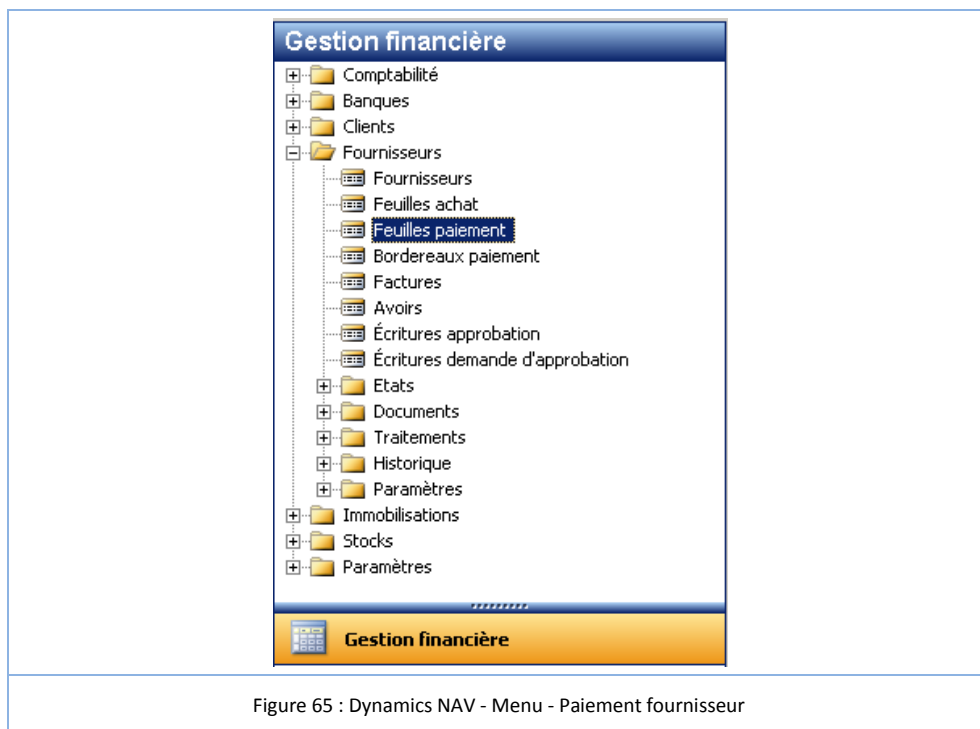 Gestion financière
Comptabilité
Banques
Clients
Fournisseurs
Fournisseurs
Feuilles achat
Feuilles paiement
Bordereaux paiement
Factures
Avoirs
Écritures approbation
Écritures demande d'approbation
Etats
Documents
Traitements
Historique
Paramètres
Immobilisations
Stocks
Paramètres
Gestion financière
Figure 65 : Dynamics NAV - Menu - Paiement fournisseur